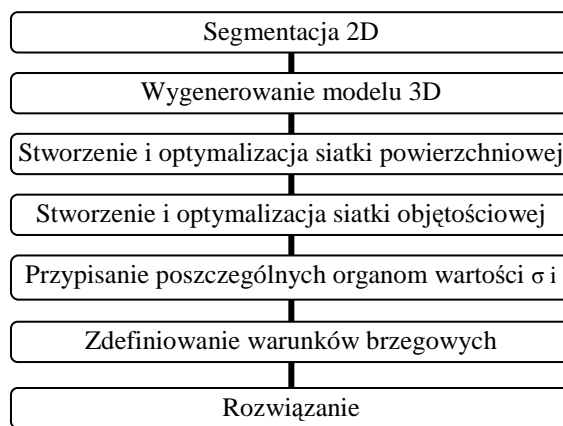 Segmentacja 2D
Wygenerowanie modelu 3D
Stworzenie i optymalizacja siatki powierzchniowej
Stworzenie i optymalizacja siatki objętościowej
Przypisanie poszczególnych organom wartości σ i
Zdefiniowanie warunków brzegowych
Rozwiązanie